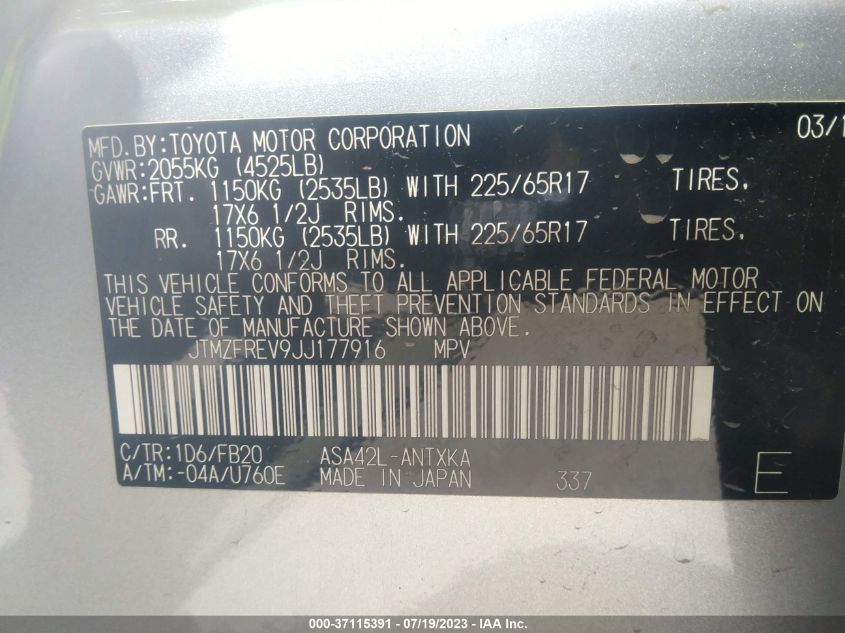 MFD.BY:TOYOTA MOTOR CORPORATION 03/1
GVWR:2055KG (4525LB)
GAWR:FRT. 1150KG (2535LB) WITH 225/65R17 TIRES,
17X6 1/2J RIMS.
RR. 1150KG (2535LB) WITH 225/65R17 TIRES,
17X6 1/2J RIMS.
THIS VEHICLE CONFORMS TO ALL APPLICABLE FEDERAL MOTOR
VEHICLE SAFETY AND THEFT PREVENTION STANDARDS IN EFFECT ON
THE DATE OF MANUFACTURE SHOWN ABOVE.
JTMZFREV9JJ177916 MPV
C/TR:1D6/FB20 ASA42L-ANTXKA
A/TM:-04A/U760E MADE IN JAPAN 337 E
000-37115391 - 07/19/2023 - IAA Inc.